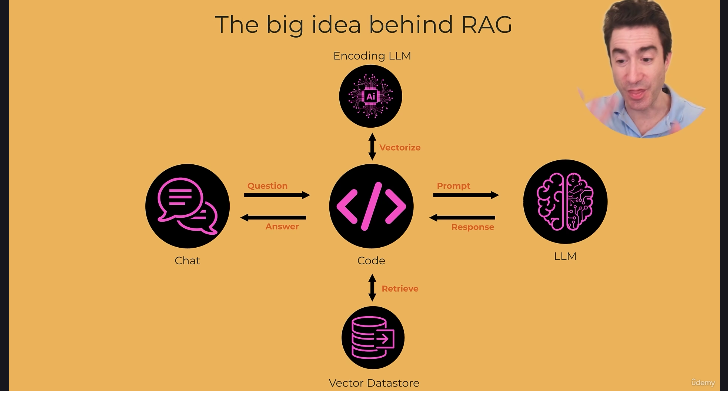 The big idea behind RAG
Encoding LLM
Ai
Vectorize
Question
Prompt
Answer
Response
Chat
Code
LLM
Retrieve
Vector Datastore
ûdemy